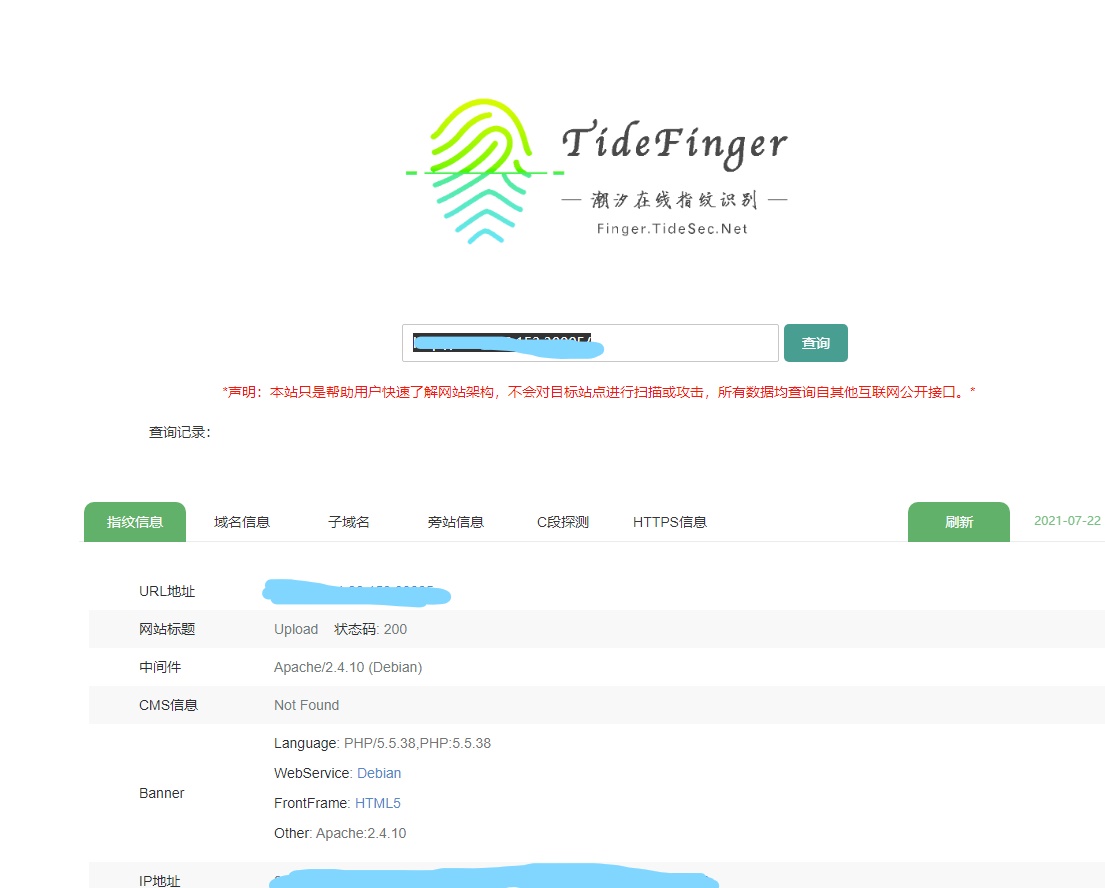 TideFinger
— 潮汐在线指纹识别 —
Finger.TideSec.Net
查询
*声明：本站只是帮助用户快速了解网站架构，不会对目标站点进行扫描或攻击，所有数据均查询自其他互联网公开接口。*
查询记录：
指纹信息 域名信息 子域名 旁站信息 C段探测 HTTPS信息 刷新 2021-07-22
URL地址
网站标题 Upload 状态码: 200
中间件 Apache/2.4.10 (Debian)
CMS信息 Not Found
Language: PHP/5.5.38,PHP:5.5.38
WebService: Debian
Banner
FrontFrame: HTML5
Other: Apache:2.4.10
IP地址